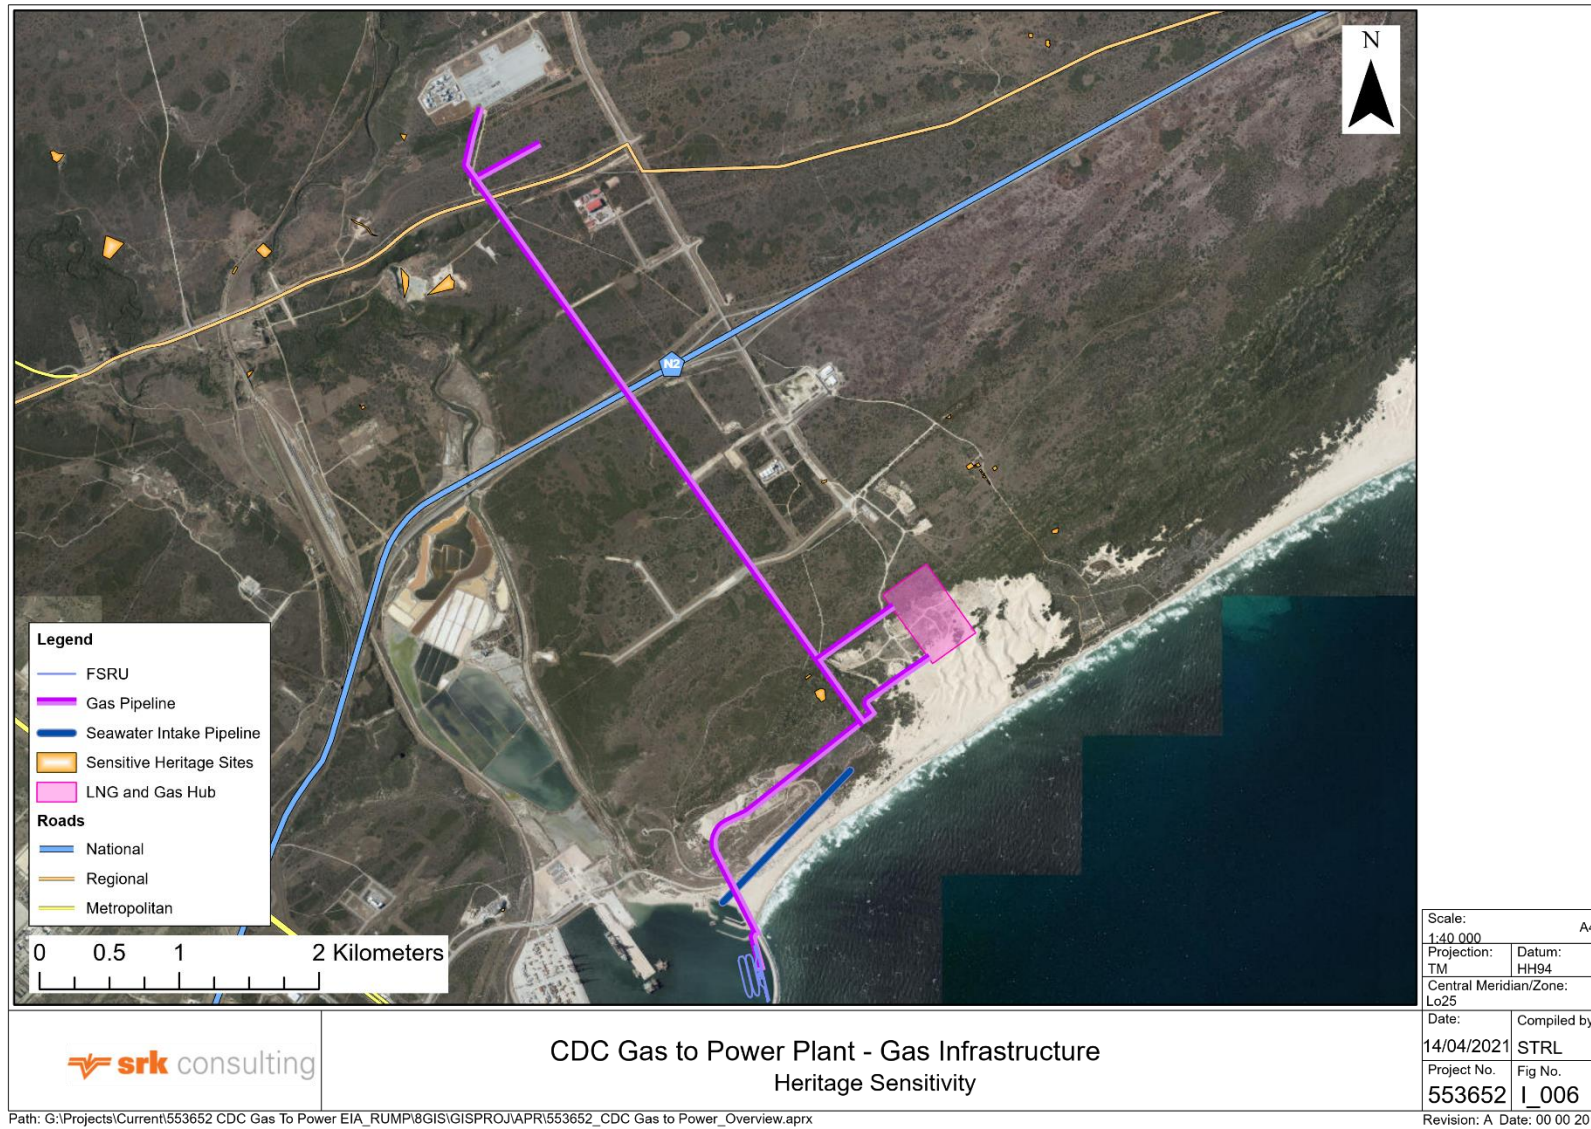 N
N2
Legend
FSRU
Gas Pipeline
Seawater Intake Pipeline
Sensitive Heritage Sites
LNG and Gas Hub
Roads
National
Regional
Metropolitan
0 0.5 1 2 Kilometers
Scale:
1:40 000 A4
Projection: Datum:
TM HH94
Central Meridian/Zone:
Lo25
Date: Compiled by
14/04/2021 STRL
Project No. Fig No.
553652 I_006
srk consulting
CDC Gas to Power Plant - Gas Infrastructure
Heritage Sensitivity
Path: G:\Projects\Current\553652 CDC Gas To Power EIA_RUMP\8GIS\GISPROJ\APR\553652_CDC Gas to Power_Overview.aprx
Revision: A Date: 00 00 20